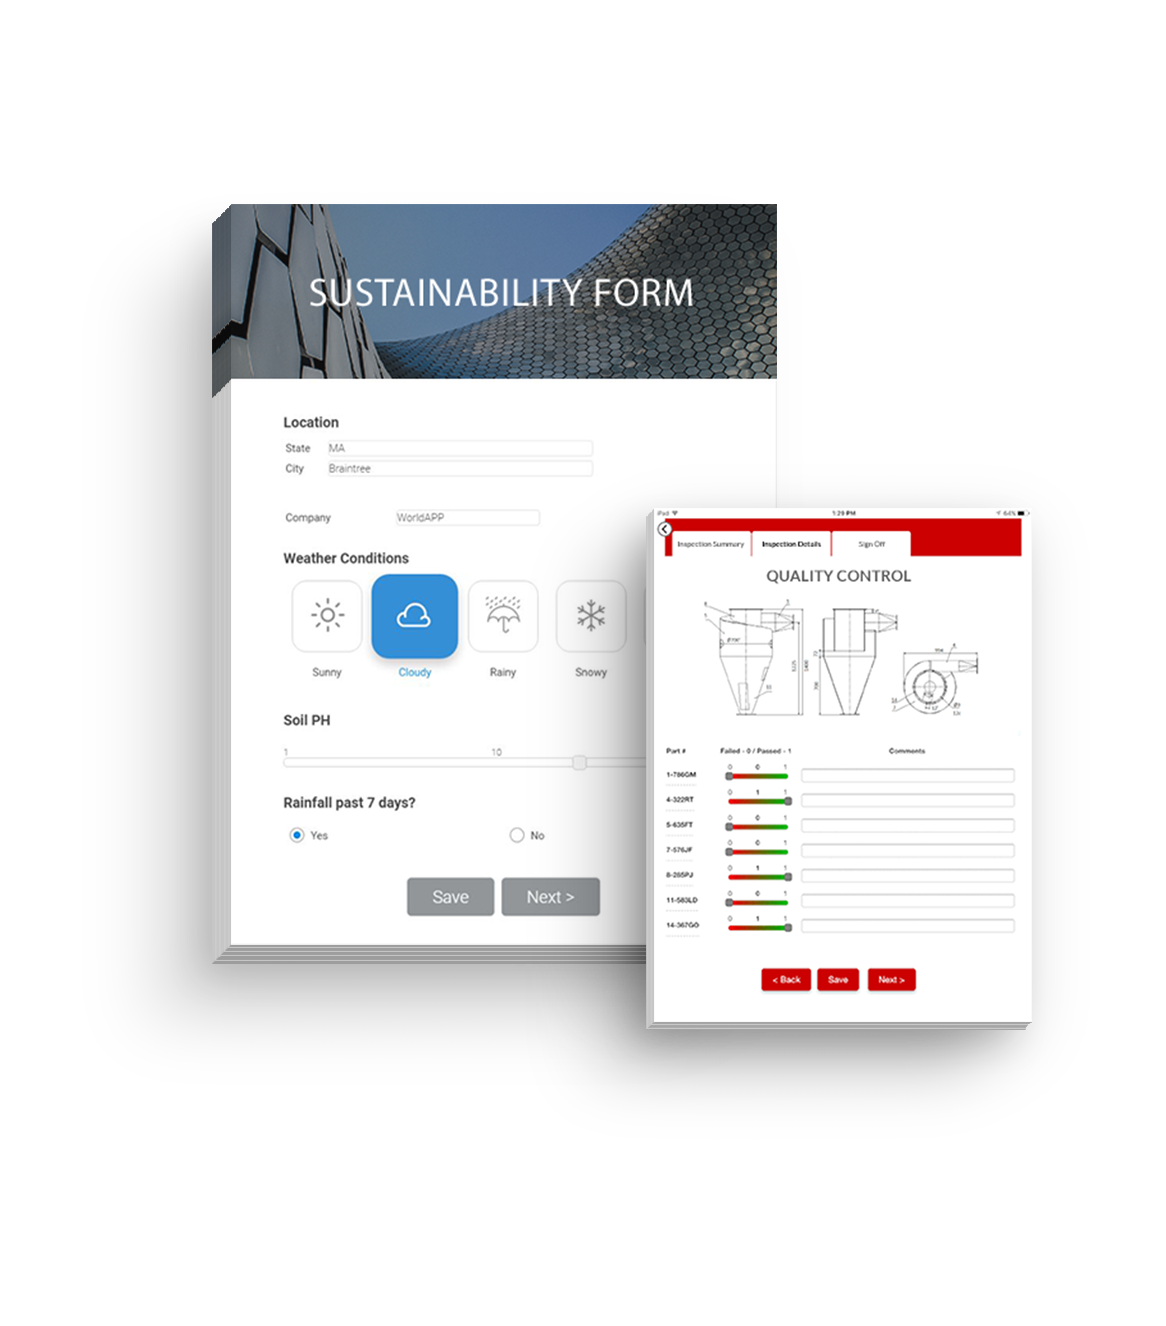 SUSTAINABILITY FORM
Location
State MA
City Braintree
Company WorldAPP
Weather Conditions
Sunny Cloudy Rainy Snowy
Soil PH
1 10
Rainfall past 7 days?
Yes No
Save Next >
iPad 1:29 PM 64%
Inspection Summary Inspection Details Sign Off
QUALITY CONTROL
Part # Failed - 0 / Passed - 1 Comments
0 0 1
1-786GM
0 1 1
4-322RT
0 0 1
5-635FT
0 0 1
7-576JF
0 1 1
8-285PJ
0 0 1
11-583LD
0 1 1
14-367GO
< Back Save Next >